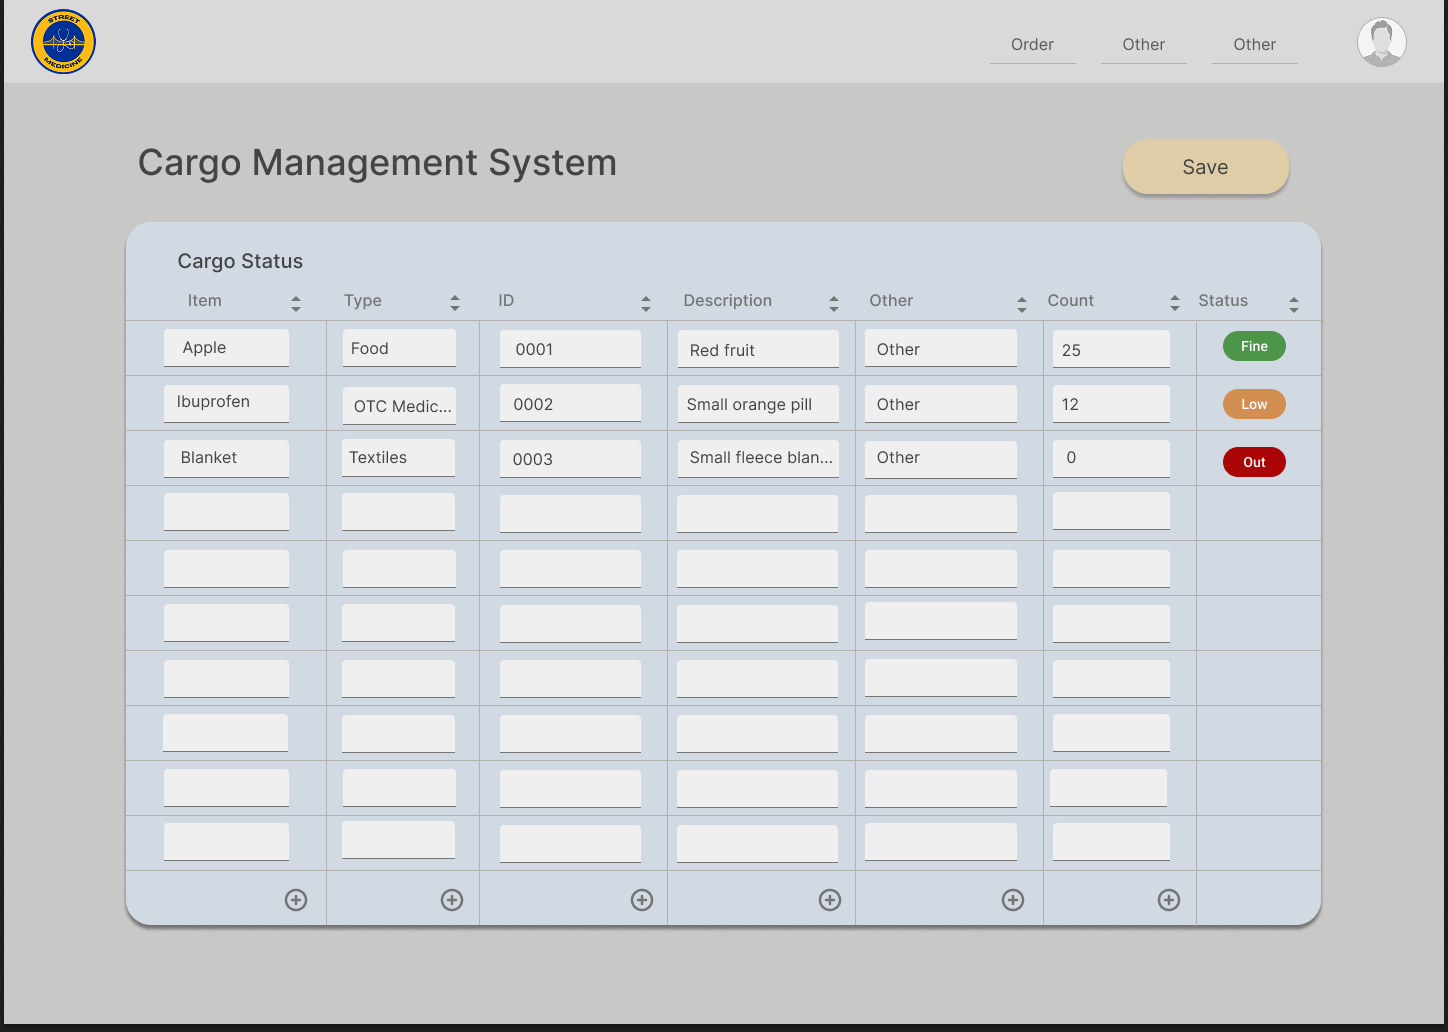 STREET
MEDICINE
Order Other Other
Cargo Management System
Save
Cargo Status
Item Type ID Description Other Count Status
Apple Food 0001 Red fruit Other 25 Fine
Ibuprofen OTC Medic... 0002 Small orange pill Other 12 Low
Blanket Textiles 0003 Small fleece blan... Other 0 Out